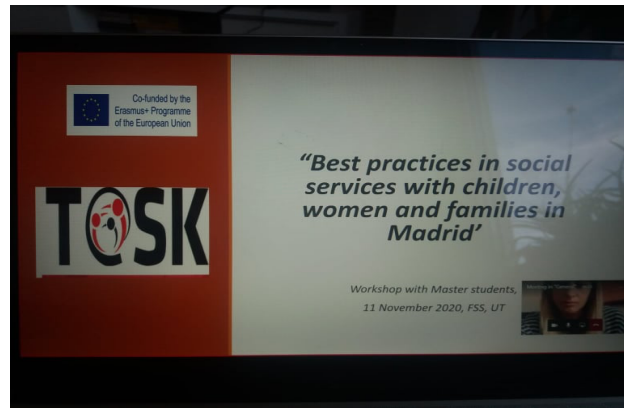 Co-funded by the
Erasmus+ Programme
of the European Union
T@SK
“Best practices in social
services with children,
women and families in
Madrid’
Workshop with Master students,
11 November 2020, FSS, UT